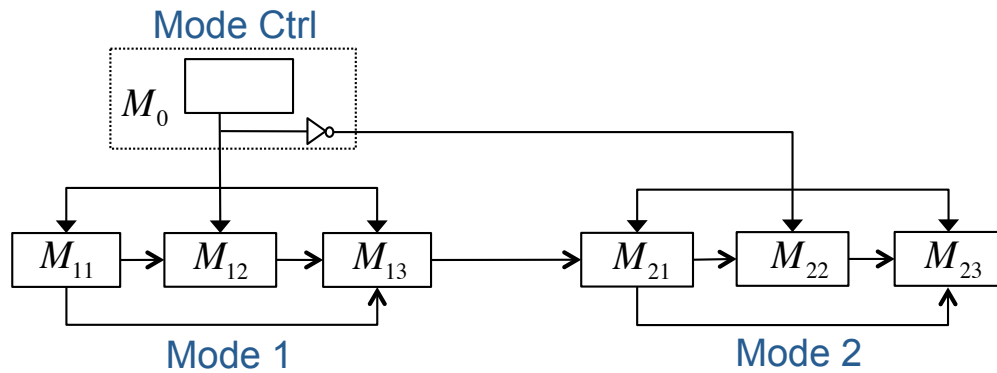 Mode Ctrl
M₀
M₁₁ M₁₂ M₁₃ M₂₁ M₂₂ M₂₃
Mode 1 Mode 2